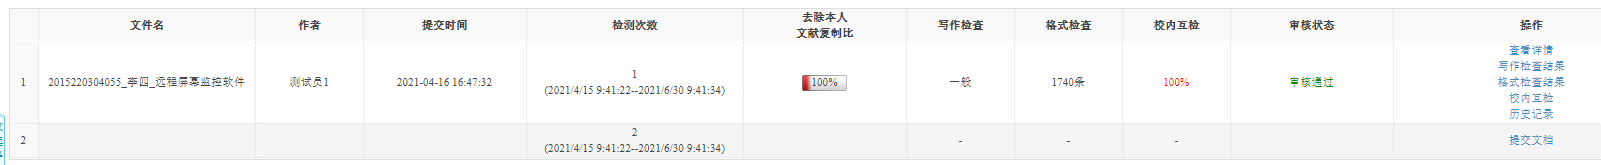 文件名 作者 提交时间 检测次数 去除本人 写作检查 格式检查 校内互检 审核状态 操作
文献复制比
1 2015220304055_李四_远程屏幕监控软件 测试员1 2021-04-16 16:47:32 1 100% 一般 1740条 100% 审核通过 查看详情
(2021/4/15 9:41:22--2021/6/30 9:41:34) 写作检查结果
格式检查结果
校内互检
历史记录
2 2 - - - 提交文档
(2021/4/15 9:41:22--2021/6/30 9:41:34)